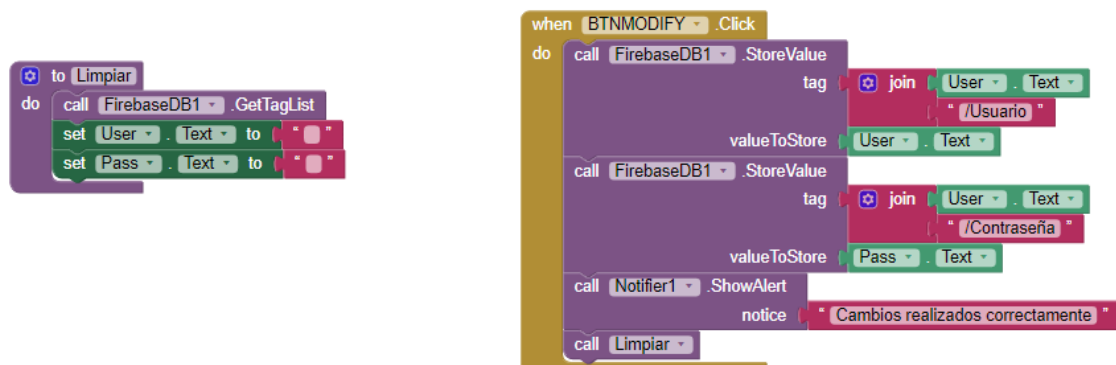 to Limpiar
do call FirebaseDB1 .GetTagList
set User . Text to " "
set Pass . Text to " "
when BTNMODIFY .Click
do call FirebaseDB1 .StoreValue
tag join User . Text
" /Usuario "
valueToStore User . Text
call FirebaseDB1 .StoreValue
tag join User . Text
" /Contraseña "
valueToStore Pass . Text
call Notifier1 .ShowAlert
notice " Cambios realizados correctamente "
call Limpiar